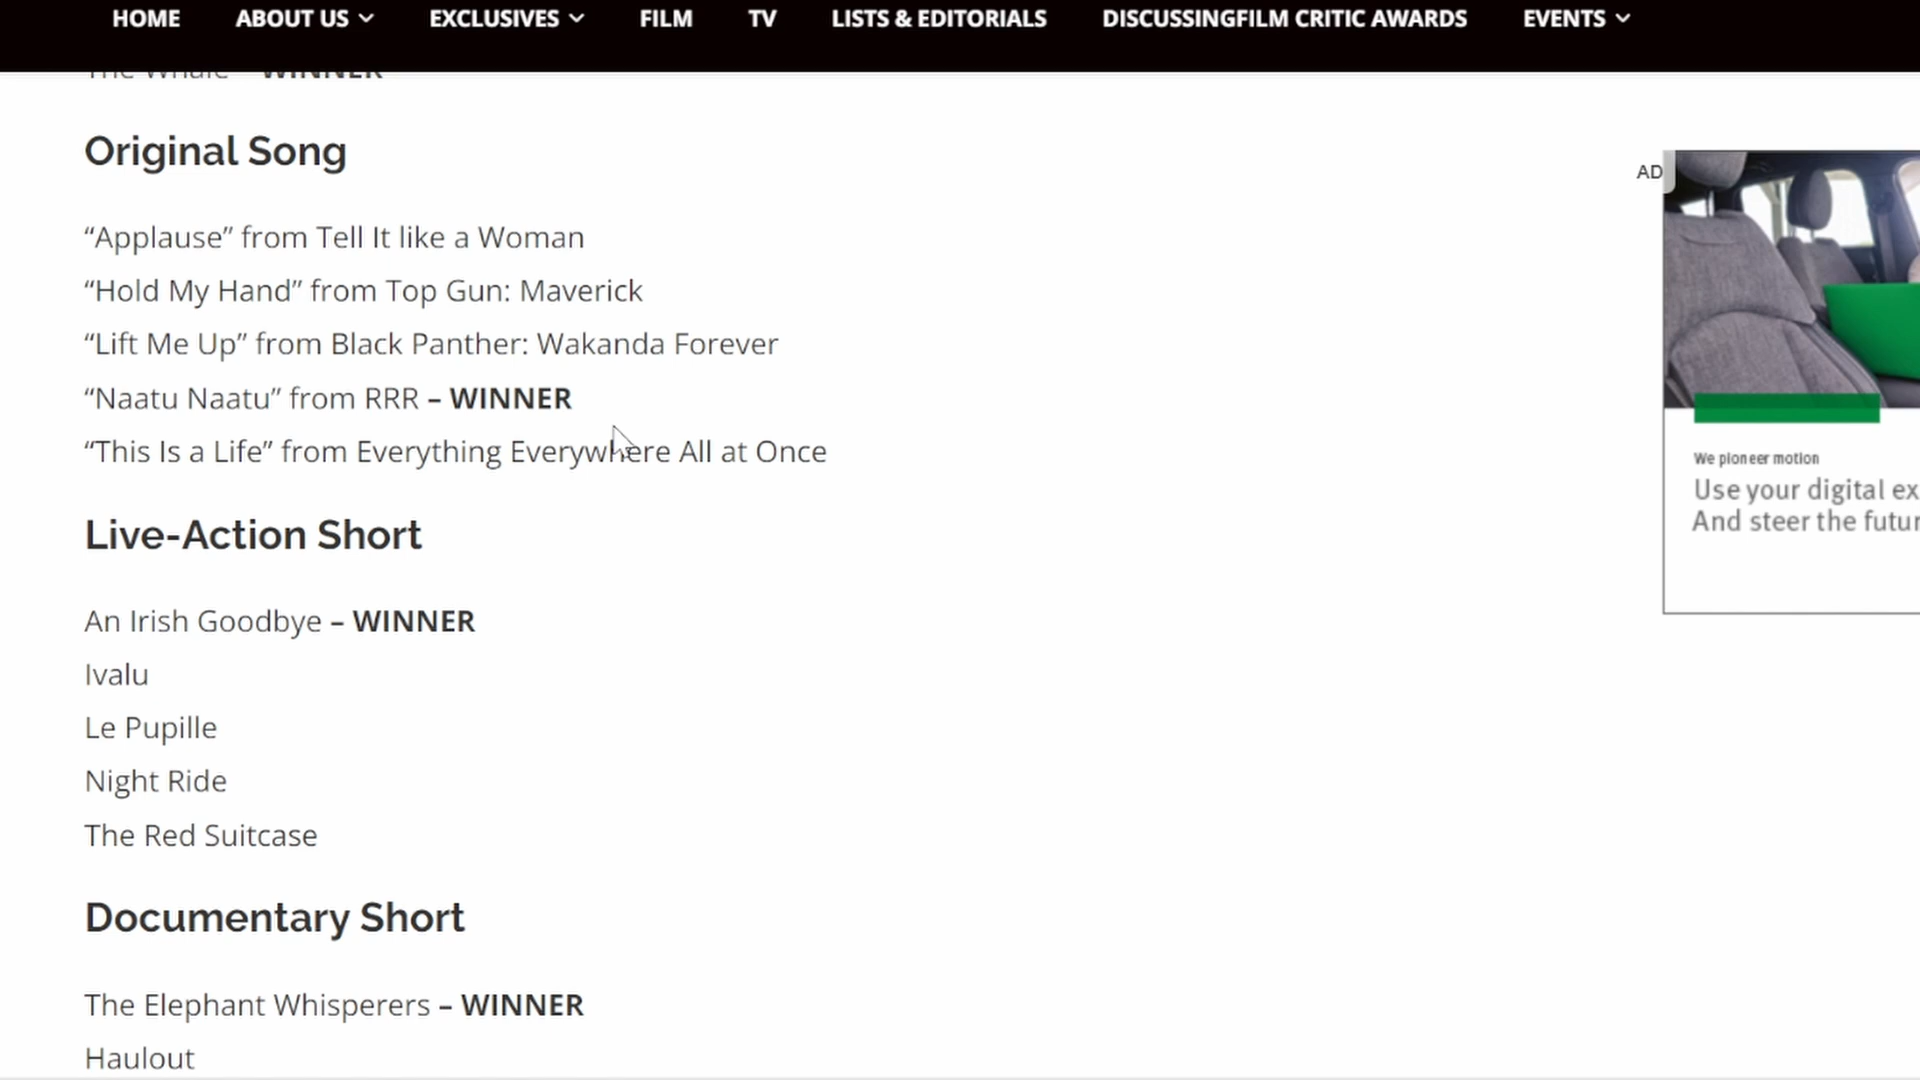 HOME ABOUT US EXCLUSIVES FILM TV LISTS & EDITORIALS DISCUSSINGFILM CRITIC AWARDS EVENTS
The Whale – WINNER
Original Song
“Applause” from Tell It like a Woman
“Hold My Hand” from Top Gun: Maverick
“Lift Me Up” from Black Panther: Wakanda Forever
“Naatu Naatu” from RRR – WINNER
“This Is a Life” from Everything Everywhere All at Once
Live-Action Short
An Irish Goodbye – WINNER
Ivalu
Le Pupille
Night Ride
The Red Suitcase
Documentary Short
The Elephant Whisperers – WINNER
Haulout
AD
We pioneer motion
Use your digital ex
And steer the futur